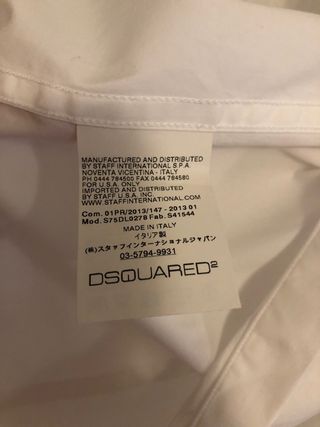 MANUFACTURED AND DISTRIBUTED
BY STAFF INTERNATIONAL S.P.A.
NOVENTA VICENTINA - ITALY
PH 0444 784500 FAX 0444 784580
FOR U.S.A. ONLY
IMPORTED AND DISTRIBUTED
BY STAFF U.S.A. INC.
WWW.STAFFINTERNATIONAL.COM
Com. 01PR/2013/147 - 2013 01
Mod. S75DL0278 Fab. S41544
MADE IN ITALY
イタリア製
(株)スタッフインターナショナルジャパン
03-5794-9931
DSQUARED2